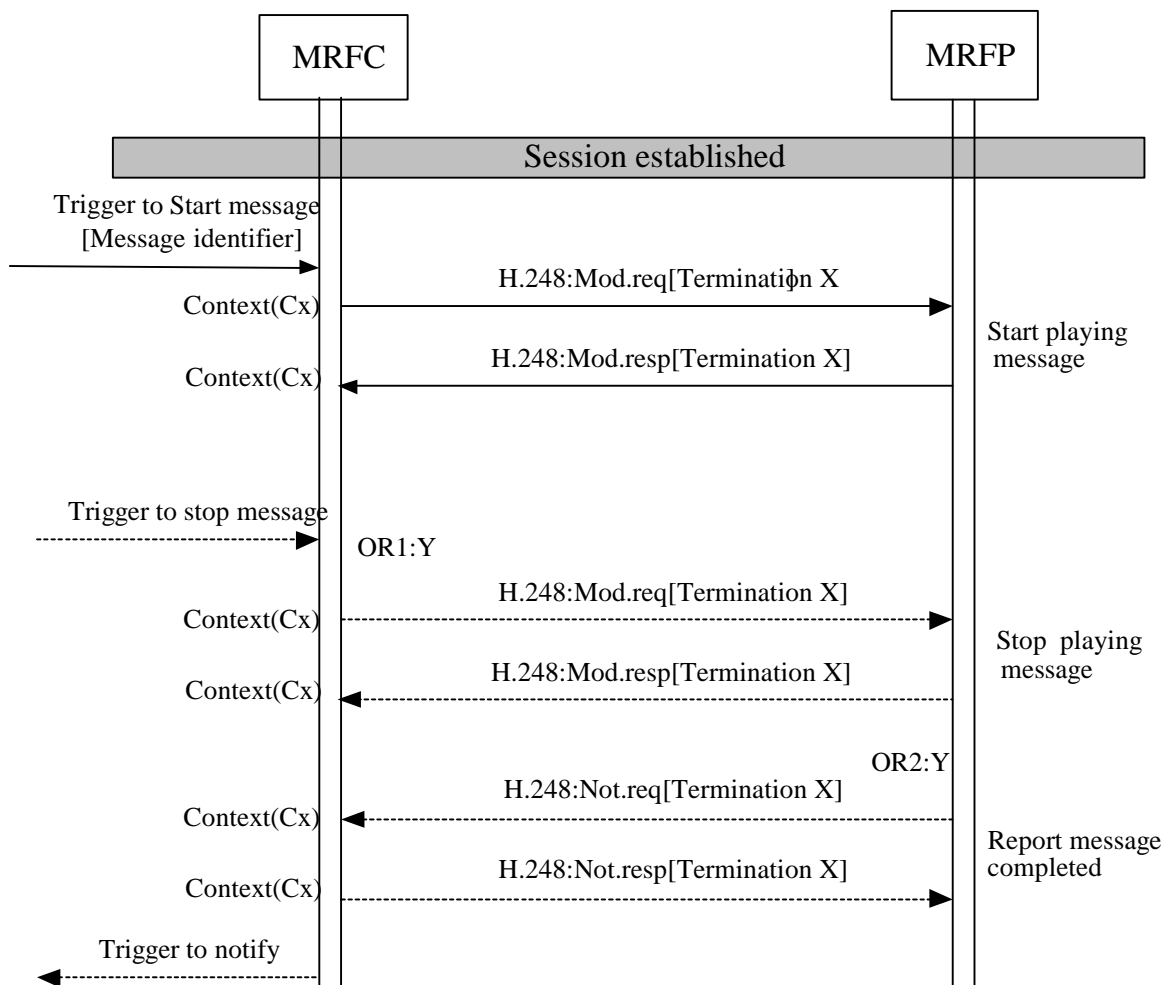 MRFC
MRFP
Session established
Trigger to Start message
[Message identifier]
H.248:Mod.req[Termination X]
Context(Cx)
Start playing
message
H.248:Mod.resp[Termination X]
Context(Cx)
Trigger to stop message
OR1:Y
H.248:Mod.req[Termination X]
Context(Cx)
Stop playing
message
H.248:Mod.resp[Termination X]
Context(Cx)
OR2:Y
H.248:Not.req[Termination X]
Context(Cx)
Report message
completed
H.248:Not.resp[Termination X]
Context(Cx)
Trigger to notify